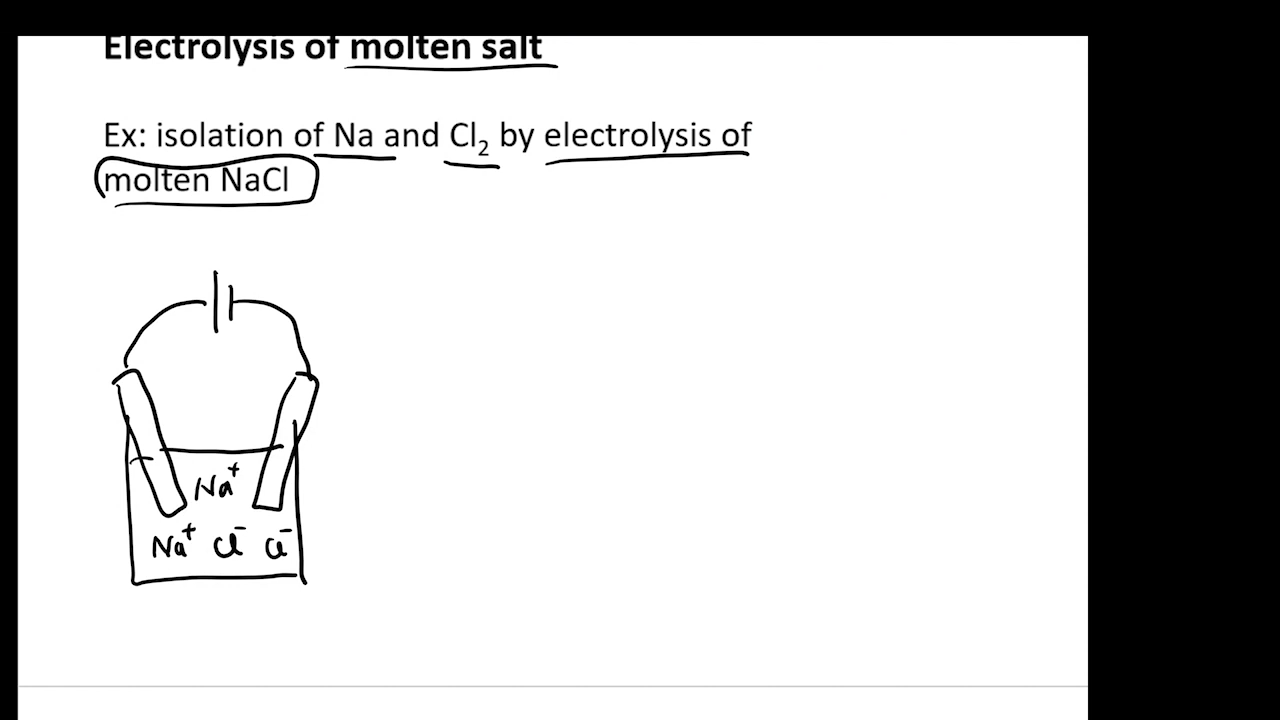 Electrolysis of molten salt
Ex: isolation of Na and Cl₂ by electrolysis of
molten NaCl
Na⁺
Na⁺ Cl⁻ Cl⁻